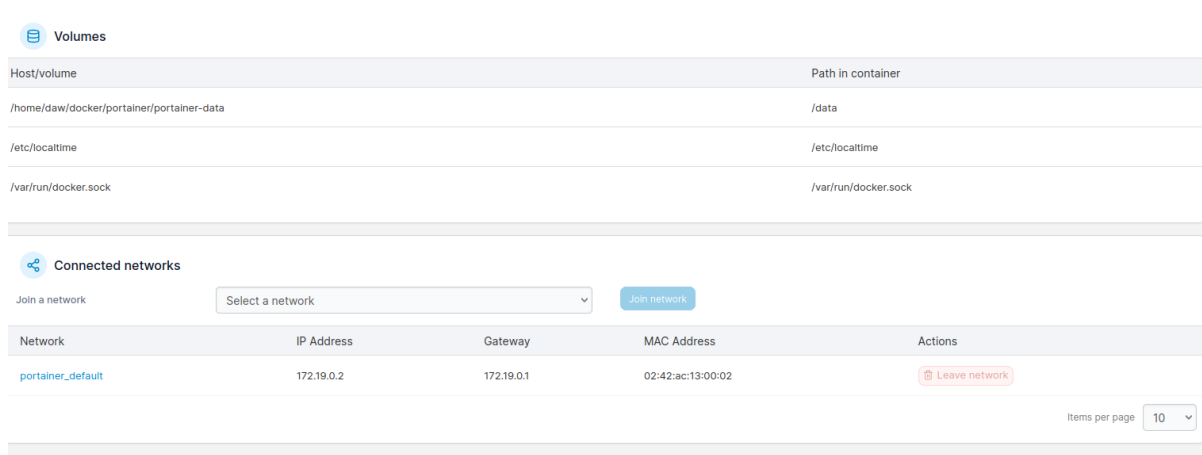 Volumes
Host/volume Path in container
/home/daw/docker/portainer/portainer-data /data
/etc/localtime /etc/localtime
/var/run/docker.sock /var/run/docker.sock
Connected networks
Join a network Select a network Join network
Network IP Address Gateway MAC Address Actions
portainer_default 172.19.0.2 172.19.0.1 02:42:ac:13:00:02 Leave network
Items per page 10